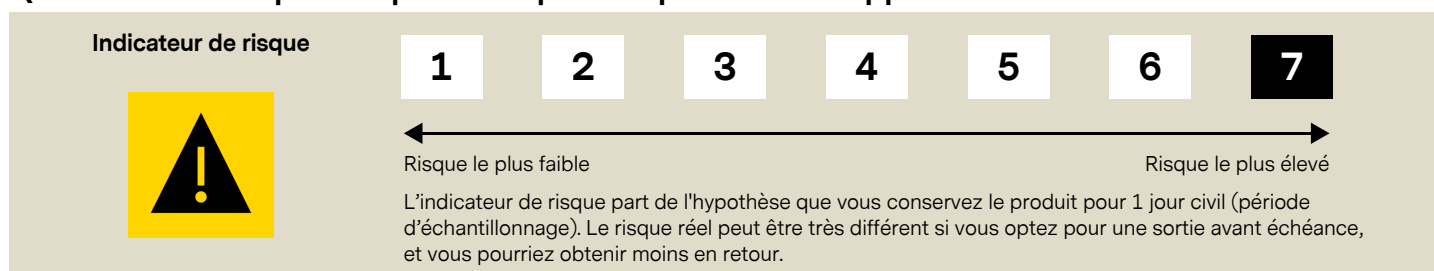 Indicateur de risque
1 2 3 4 5 6 7
Risque le plus faible
Risque le plus élevé
L'indicateur de risque part de l'hypothèse que vous conservez le produit pour 1 jour civil (période
d'échantillonnage). Le risque réel peut être très différent si vous optez pour une sortie avant échéance,
et vous pourriez obtenir moins en retour.